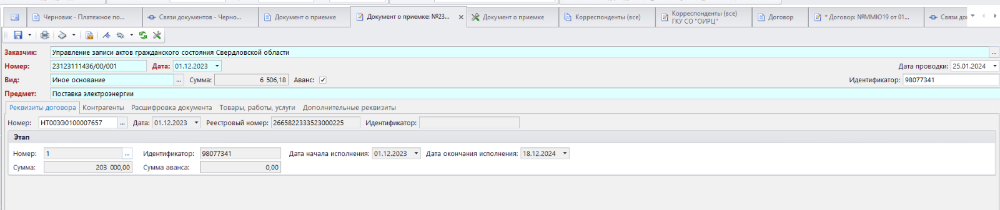 Черновик - Платежное по... Связи документов - Черно... Документ о приемке Документ о приемке: №23... Документ о приемке Корреспонденты (все) Корреспонденты (все) ГКУ СО "ОИРЦ" Договор * Договор: №ММЮ19 от 01... Связи до
Заказчик: Управление записи актов гражданского состояния Свердловской области ...
Номер: 23123111436/00/001 Дата: 01.12.2023 Дата проводки: 25.01.2024
Вид: Иное основание ... Сумма: 6 506,18 Аванс: Идентификатор: 98077341
Предмет: Поставка электроэнергии
Реквизиты договора Контрагенты Расшифровка документа Товары, работы, услуги Дополнительные реквизиты
Номер: НТ00ЭЭ0100007657 ... Дата: 01.12.2023 Реестровый номер: 2665822333523000225 Идентификатор:
Этап
Номер: 1 ... Идентификатор: 98077341 Дата начала исполнения: 01.12.2023 Дата окончания исполнения: 18.12.2024
Сумма: 203 000,00 Сумма аванса: 0,00